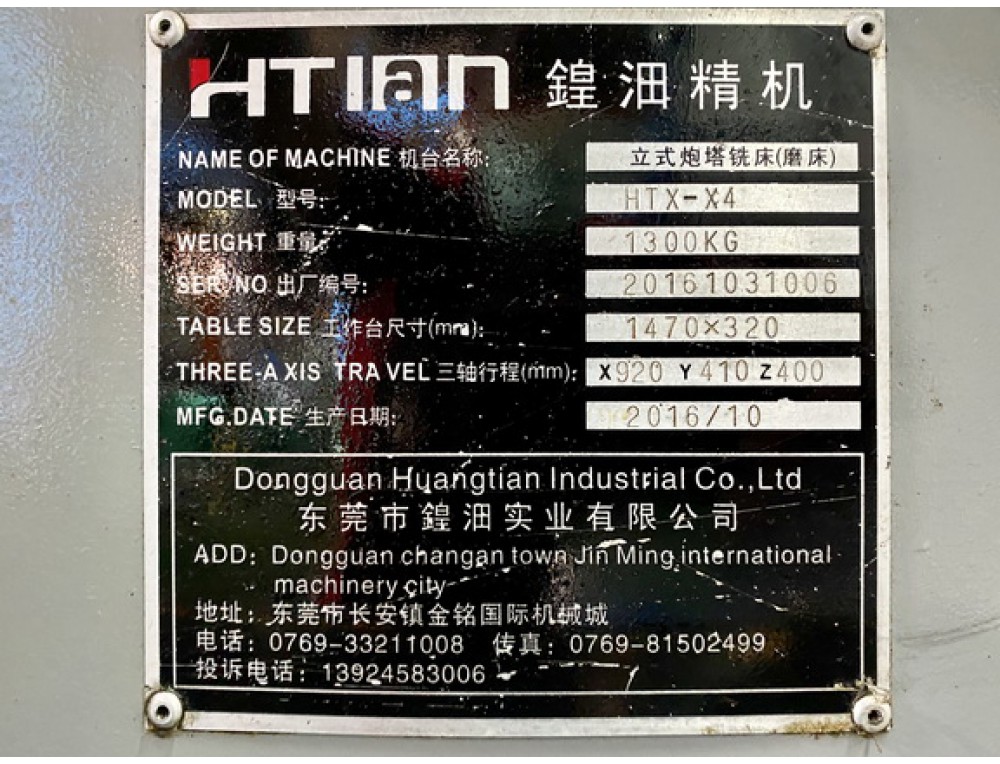 HTIAN 鍠沺精机
NAME OF MACHINE 机台名称: 立式炮塔铣床(磨床)
MODEL 型号: HTX-X4
WEIGHT 重量: 1300KG
SER.NO 出厂编号: 20161031006
TABLE SIZE 工作台尺寸(mm): 1470×320
THREE-AXIS TRAVEL 三轴行程(mm): X920 Y410 Z400
MFG.DATE 生产日期: 2016/10
Dongguan Huangtian Industrial Co.,Ltd
东莞市鍠沺实业有限公司
ADD: Dongguan changan town Jin Ming international
machinery city
地址: 东莞市长安镇金铭国际机械城
电话: 0769-33211008 传真: 0769-81502499
投诉电话: 13924583006